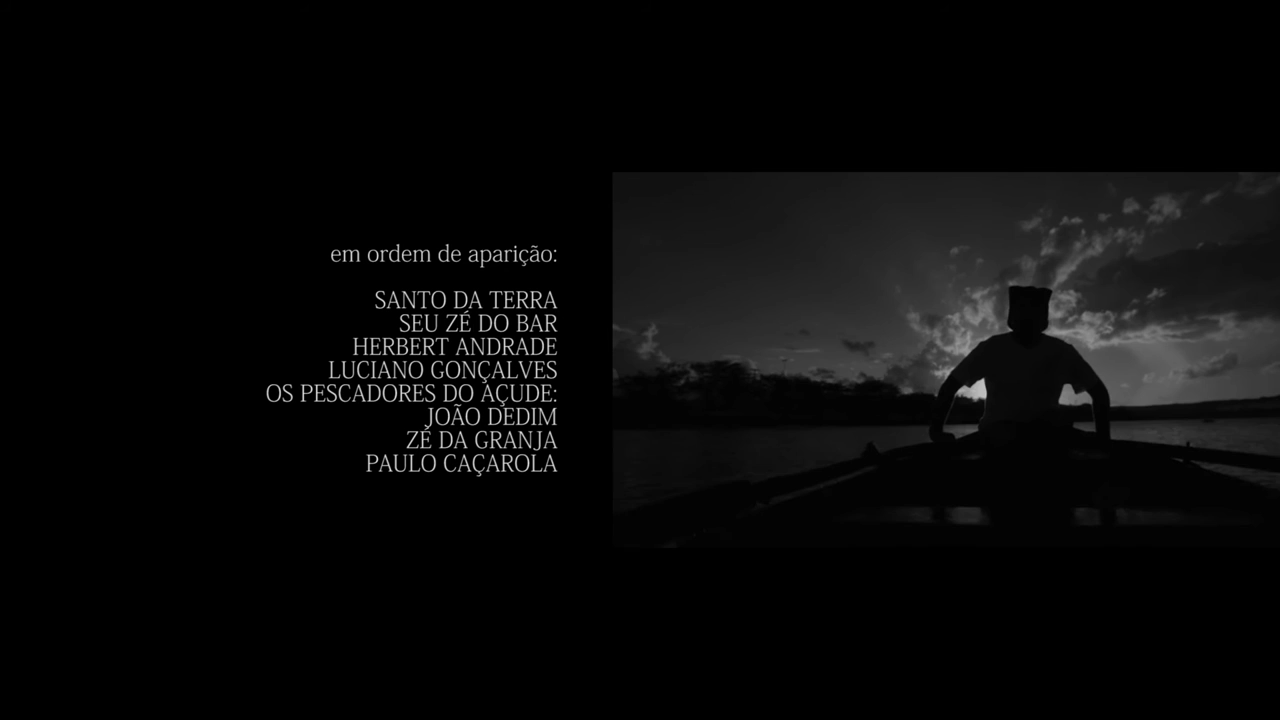 em ordem de aparição:
SANTO DA TERRA
SEU ZÉ DO BAR
HERBERT ANDRADE
LUCIANO GONÇALVES
OS PESCADORES DO AÇUDE:
JOÃO DEDIM
ZÉ DA GRANJA
PAULO CAÇAROLA